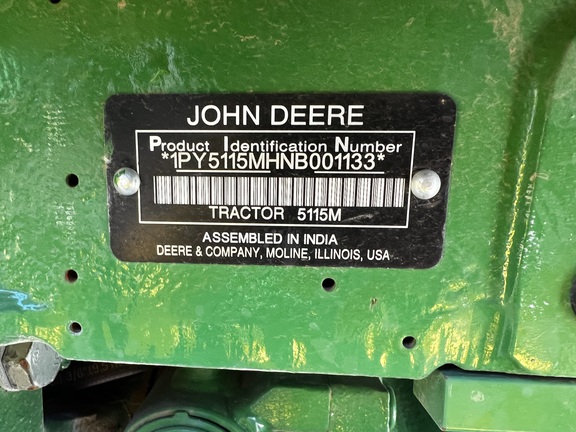 JOHN DEERE
Product Identification Number
*1PY5115MHNB001133*
TRACTOR 5115M
ASSEMBLED IN INDIA
DEERE & COMPANY, MOLINE, ILLINOIS, USA